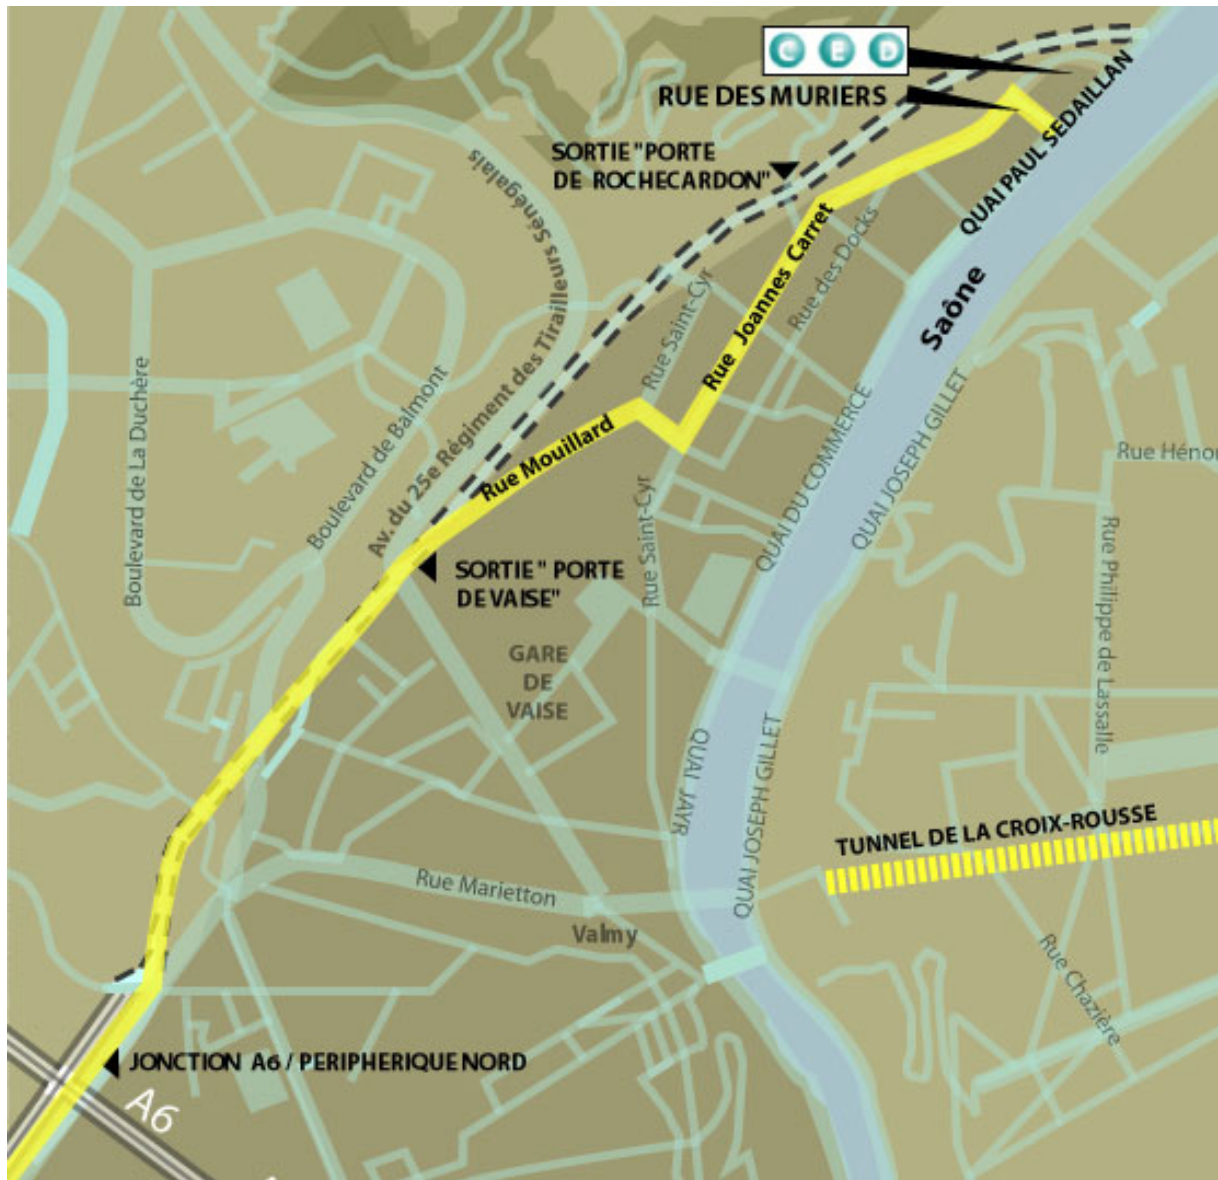 C E D
RUE DES MURIERS
SORTIE "PORTE
DE ROCHECARDON"
QUAI PAUL SEDAILLAN
Av. du 25e Régiment des Tirailleurs Sénégalais
Rue Saint-Cyr
Rue Joannes Carret
Rue des Docks
Saône
Boulevard de La Duchère
Boulevard de Balmont
Rue Mouillard
QUAI DU COMMERCE
QUAI JOSEPH GILLET
Rue Hénon
Rue Saint-Cyr
Rue Philippe de Lassalle
SORTIE " PORTE
DE VAISE"
GARE
DE
VAISE
QUAI JAYR
QUAI JOSEPH GILLET
TUNNEL DE LA CROIX-ROUSSE
Rue Marietton
Valmy
Rue Chazière
JONCTION A6 / PERIPHERIQUE NORD
A6